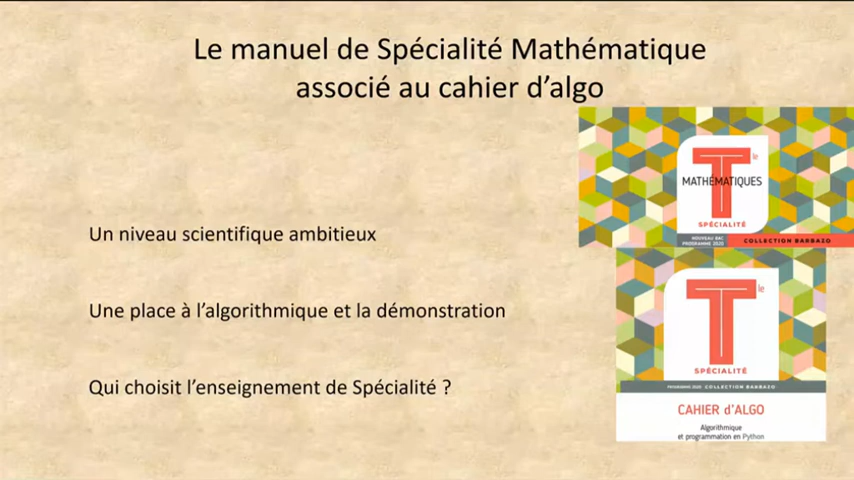 Le manuel de Spécialité Mathématique
associé au cahier d'algo
T le
MATHÉMATIQUES
SPÉCIALITÉ
NOUVEAU BAC
PROGRAMME 2020
COLLECTION BARBAZO
Un niveau scientifique ambitieux
Une place à l'algorithmique et la démonstration
Qui choisit l'enseignement de Spécialité ?
T le
SPÉCIALITÉ
PROGRAMME 2020 COLLECTION BARBAZO
CAHIER d'ALGO
Algorithmique
et programmation en Python